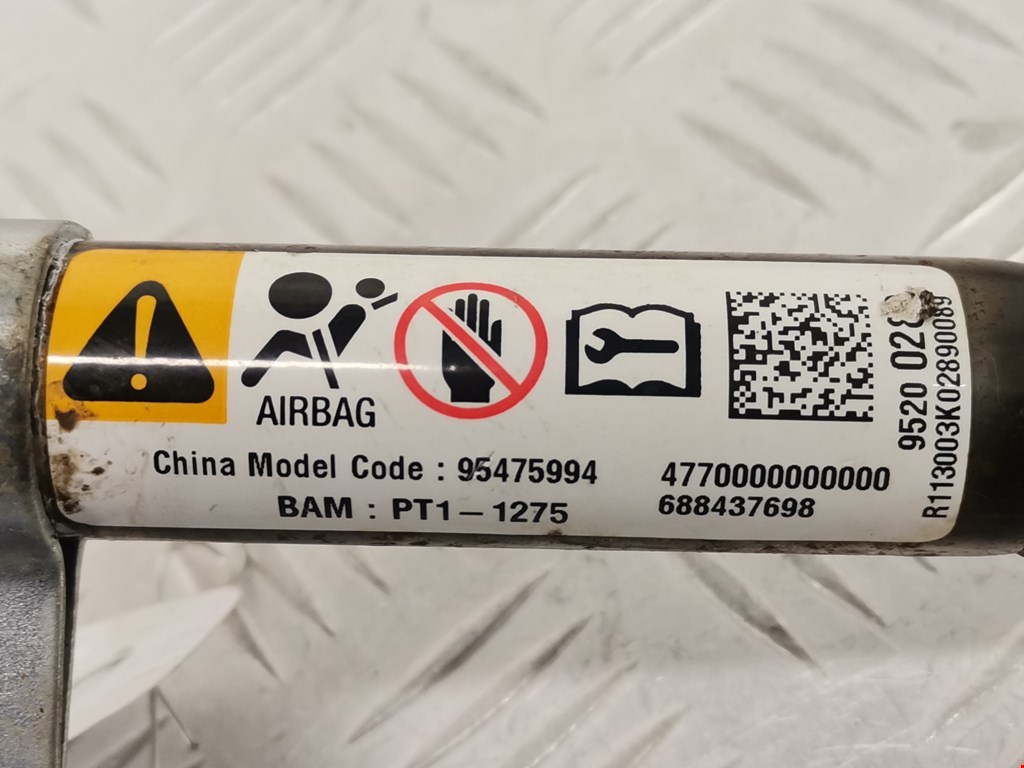 AIRBAG
China Model Code : 95475994
BAM : PT1-1275
4770000000000
688437698
9520
R113003K02890089